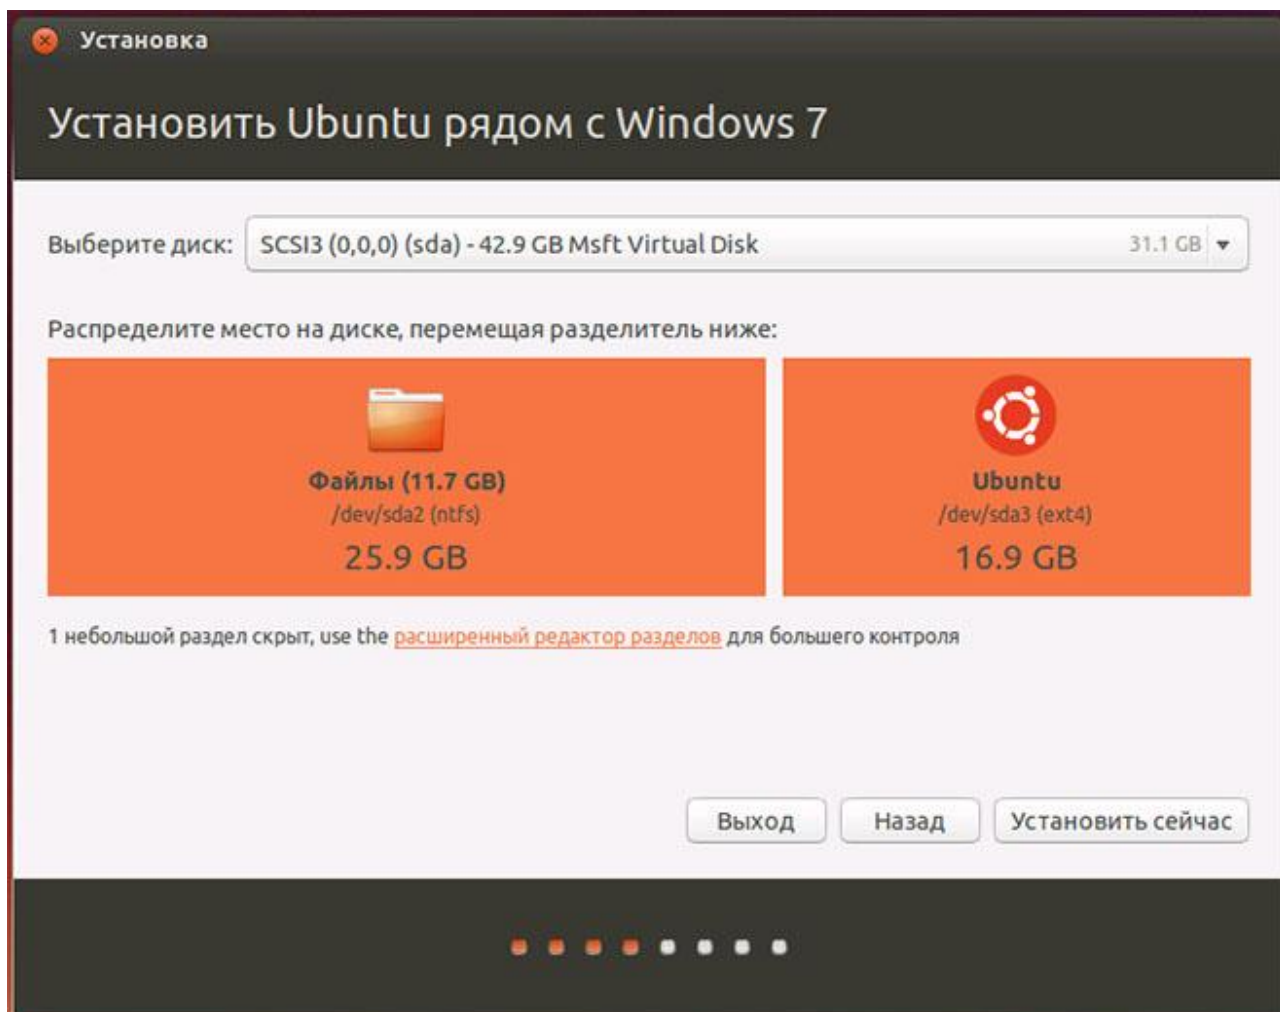 Установка
Установить Ubuntu рядом с Windows 7
Выберите диск: SCSI3 (0,0,0) (sda) - 42.9 GB Msft Virtual Disk 31.1 GB
Распределите место на диске, перемещая разделитель ниже:
Файлы (11.7 GB)
/dev/sda2 (ntfs)
25.9 GB
Ubuntu
/dev/sda3 (ext4)
16.9 GB
1 небольшой раздел скрыт, use the расширенный редактор разделов для большего контроля
Выход Назад Установить сейчас